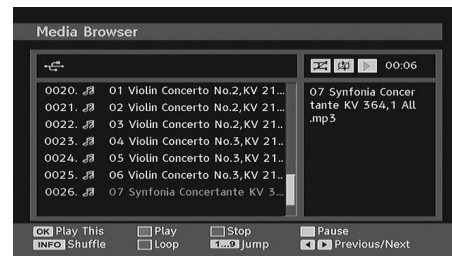 Media Browser
00:06
0020. 01 Violin Concerto No.2,KV 21...
0021. 02 Violin Concerto No.2,KV 21..
0022. 03 Violin Concerto No.2,KV 21..
0023. 04 Violin Concerto No.3,KV 21..
0024. 05 Violin Concerto No.3,KV 21..
0025. 06 Violin Concerto No.3,KV 21..
0026. 07 Synfonia Concertante KV 3...
07 Synfonia Concer
tante KV 364,1 All
.mp3
OK Play This Play Stop Pause
INFO Shuffle Loop 1...9 Jump Previous/Next